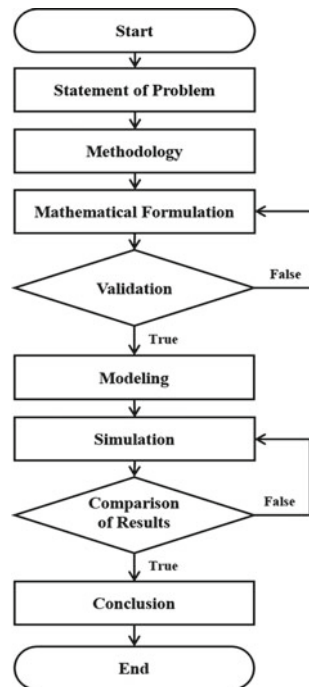 Start
Statement of Problem
Methodology
Mathematical Formulation
Validation
False
True
Modeling
Simulation
Comparison
of Results
False
True
Conclusion
End